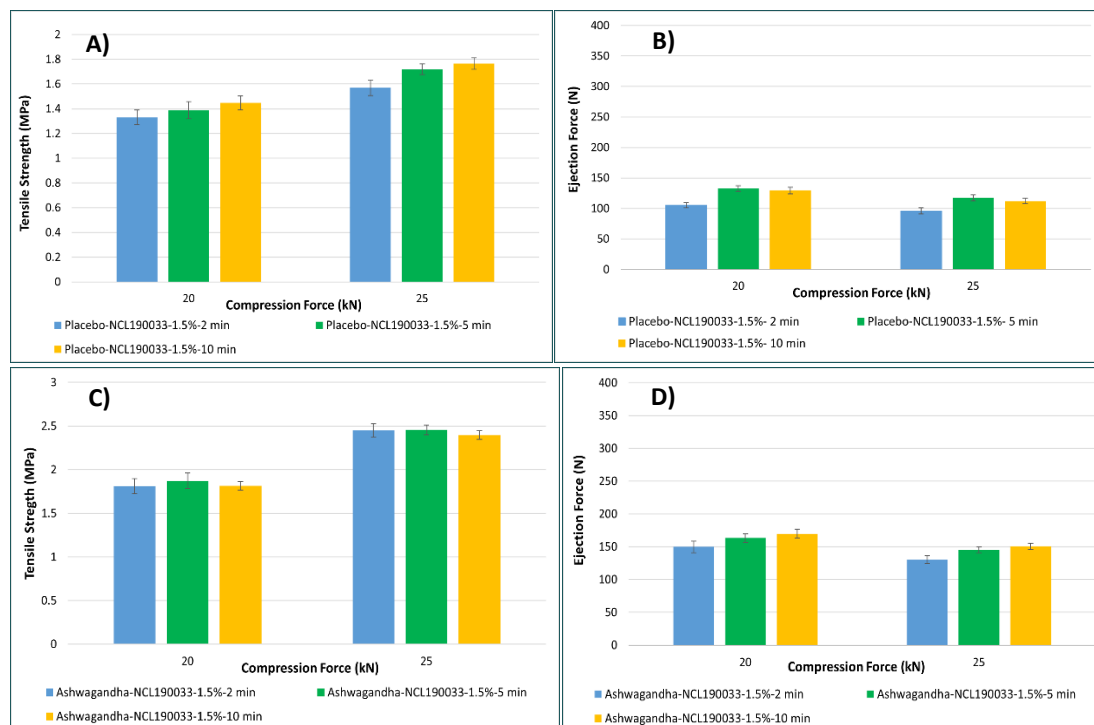 A)
Tensile Strength (MPa)
1.8
1.6
1.4
1.2
1
0.8
0.6
0.4
0.2
0
20
25
Compression Force (kN)
Placebo-NCL190033-1.5%-2 min
Placebo-NCL190033-1.5%-5 min
Placebo-NCL190033-1.5%-10 min
B)
Ejection Force (N)
400
350
300
250
200
150
100
50
0
20
25
Compression Force (kN)
Placebo-NCL190033-1.5%- 2 min
Placebo-NCL190033-1.5%- 5 min
Placebo-NCL190033-1.5%- 10 min
C)
Tensile Stregth (MPa)
3
2.5
2
1.5
1
0.5
0
20
25
Compression Force (kN)
Ashwagandha-NCL190033-1.5%-2 min
Ashwagandha-NCL190033-1.5%-5 min
Ashwagandha-NCL190033-1.5%-10 min
D)
Ejection Force (N)
400
350
300
250
200
150
100
50
0
20
25
Compression Force (kN)
Ashwagandha-NCL190033-1.5%-2 min
Ashwagandha-NCL190033-1.5%-5 min
Ashwagandha-NCL190033-1.5%-10 min